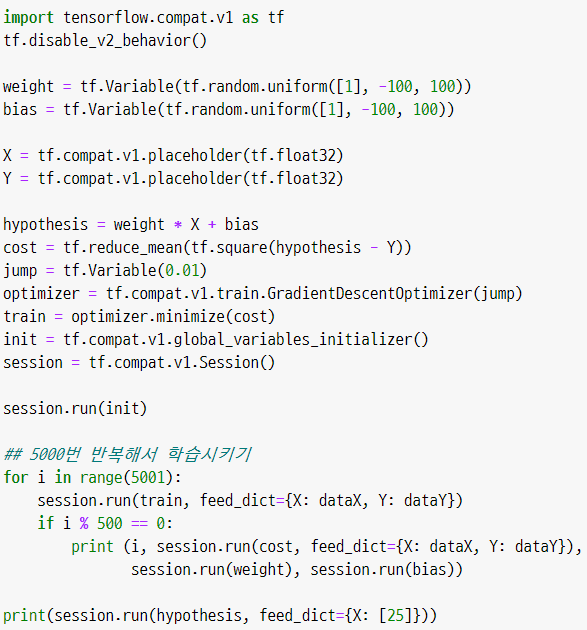 import tensorflow.compat.v1 as tf
tf.disable_v2_behavior()
weight = tf.Variable(tf.random.uniform([1], -100, 100))
bias = tf.Variable(tf.random.uniform([1], -100, 100))
X = tf.compat.v1.placeholder(tf.float32)
Y = tf.compat.v1.placeholder(tf.float32)
hypothesis = weight * X + bias
cost = tf.reduce_mean(tf.square(hypothesis - Y))
jump = tf.Variable(0.01)
optimizer = tf.compat.v1.train.GradientDescentOptimizer(jump)
train = optimizer.minimize(cost)
init = tf.compat.v1.global_variables_initializer()
session = tf.compat.v1.Session()
session.run(init)
## 5000번 반복해서 학습시키기
for i in range(5001):
    session.run(train, feed_dict={X: dataX, Y: dataY})
    if i % 500 == 0:
        print (i, session.run(cost, feed_dict={X: dataX, Y: dataY}),
               session.run(weight), session.run(bias))
print(session.run(hypothesis, feed_dict={X: [25]}))